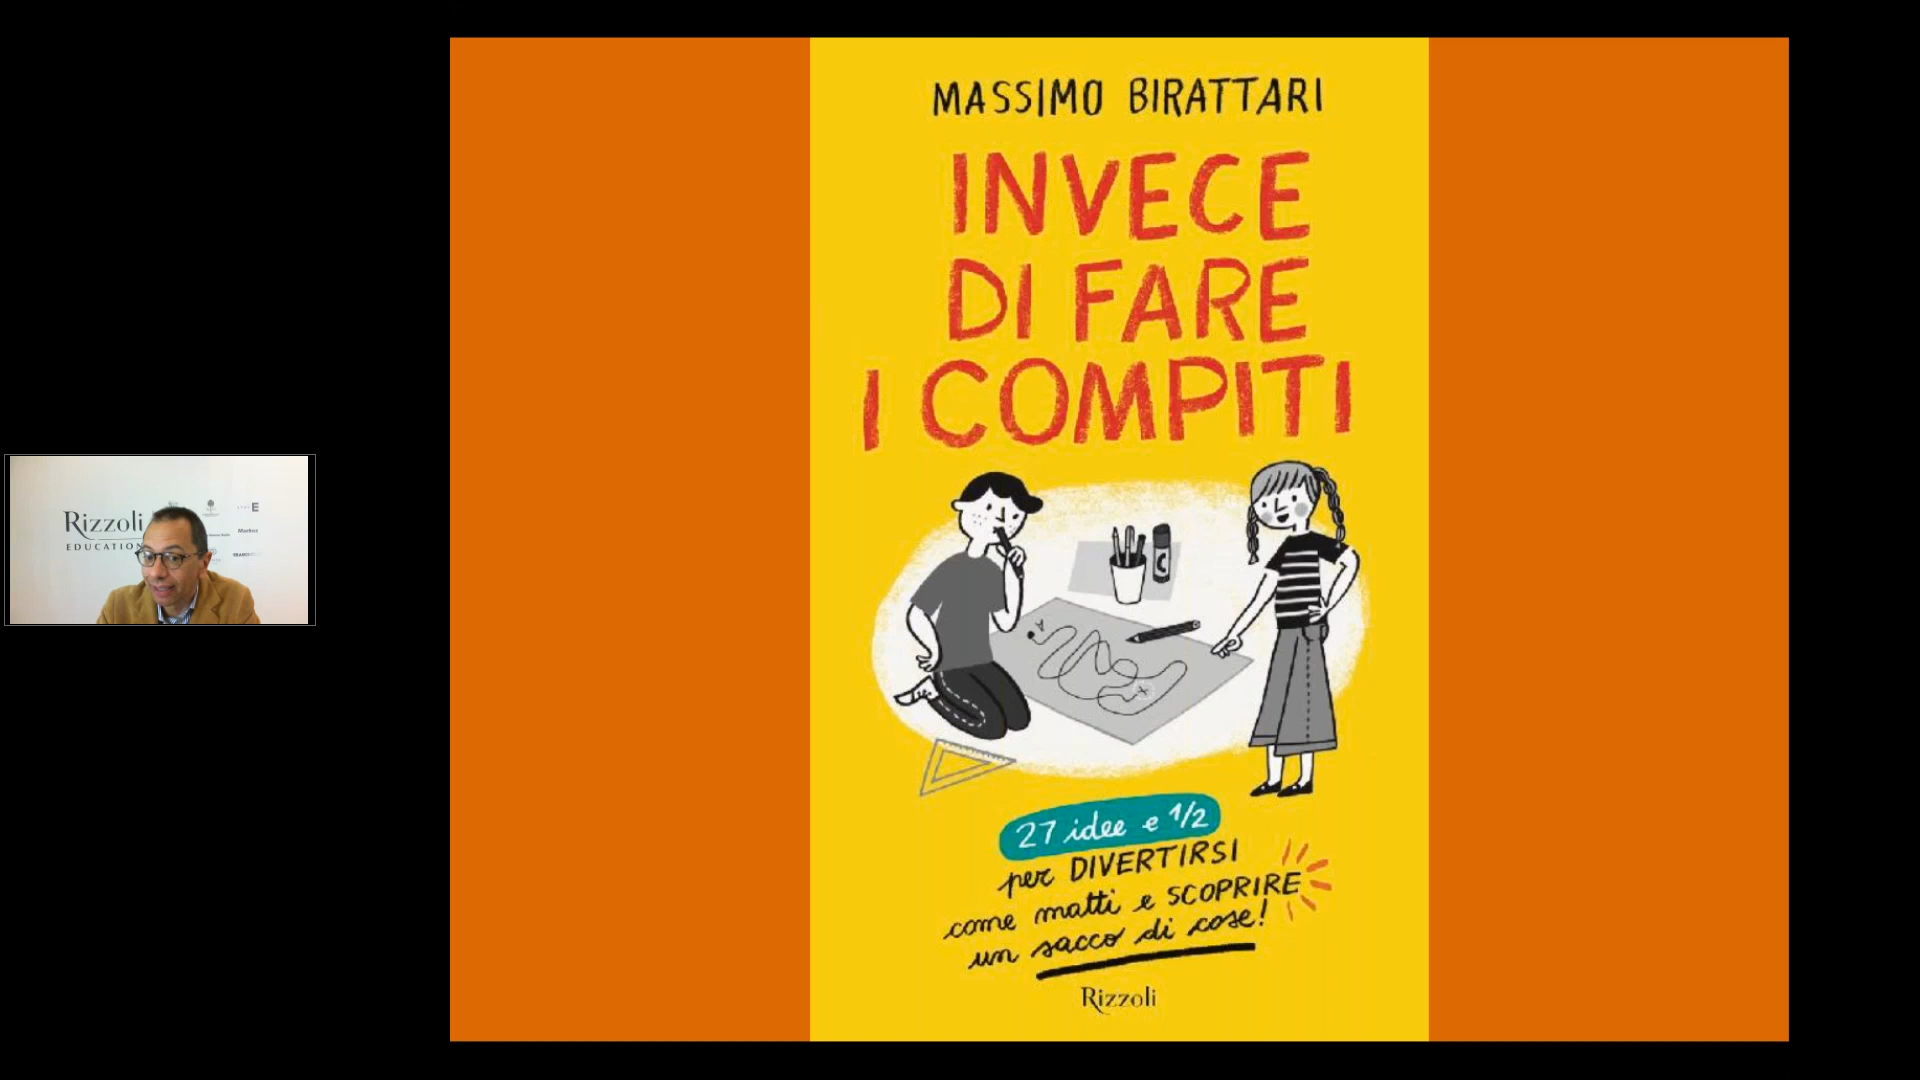 MASSIMO BIRATTARI
INVECE
DI FARE
I COMPITI
27 idee e 1/2
per DIVERTIRSI
come matti e SCOPRIRE
un sacco di cose!
Rizzoli
Rizzoli
EDUCATION